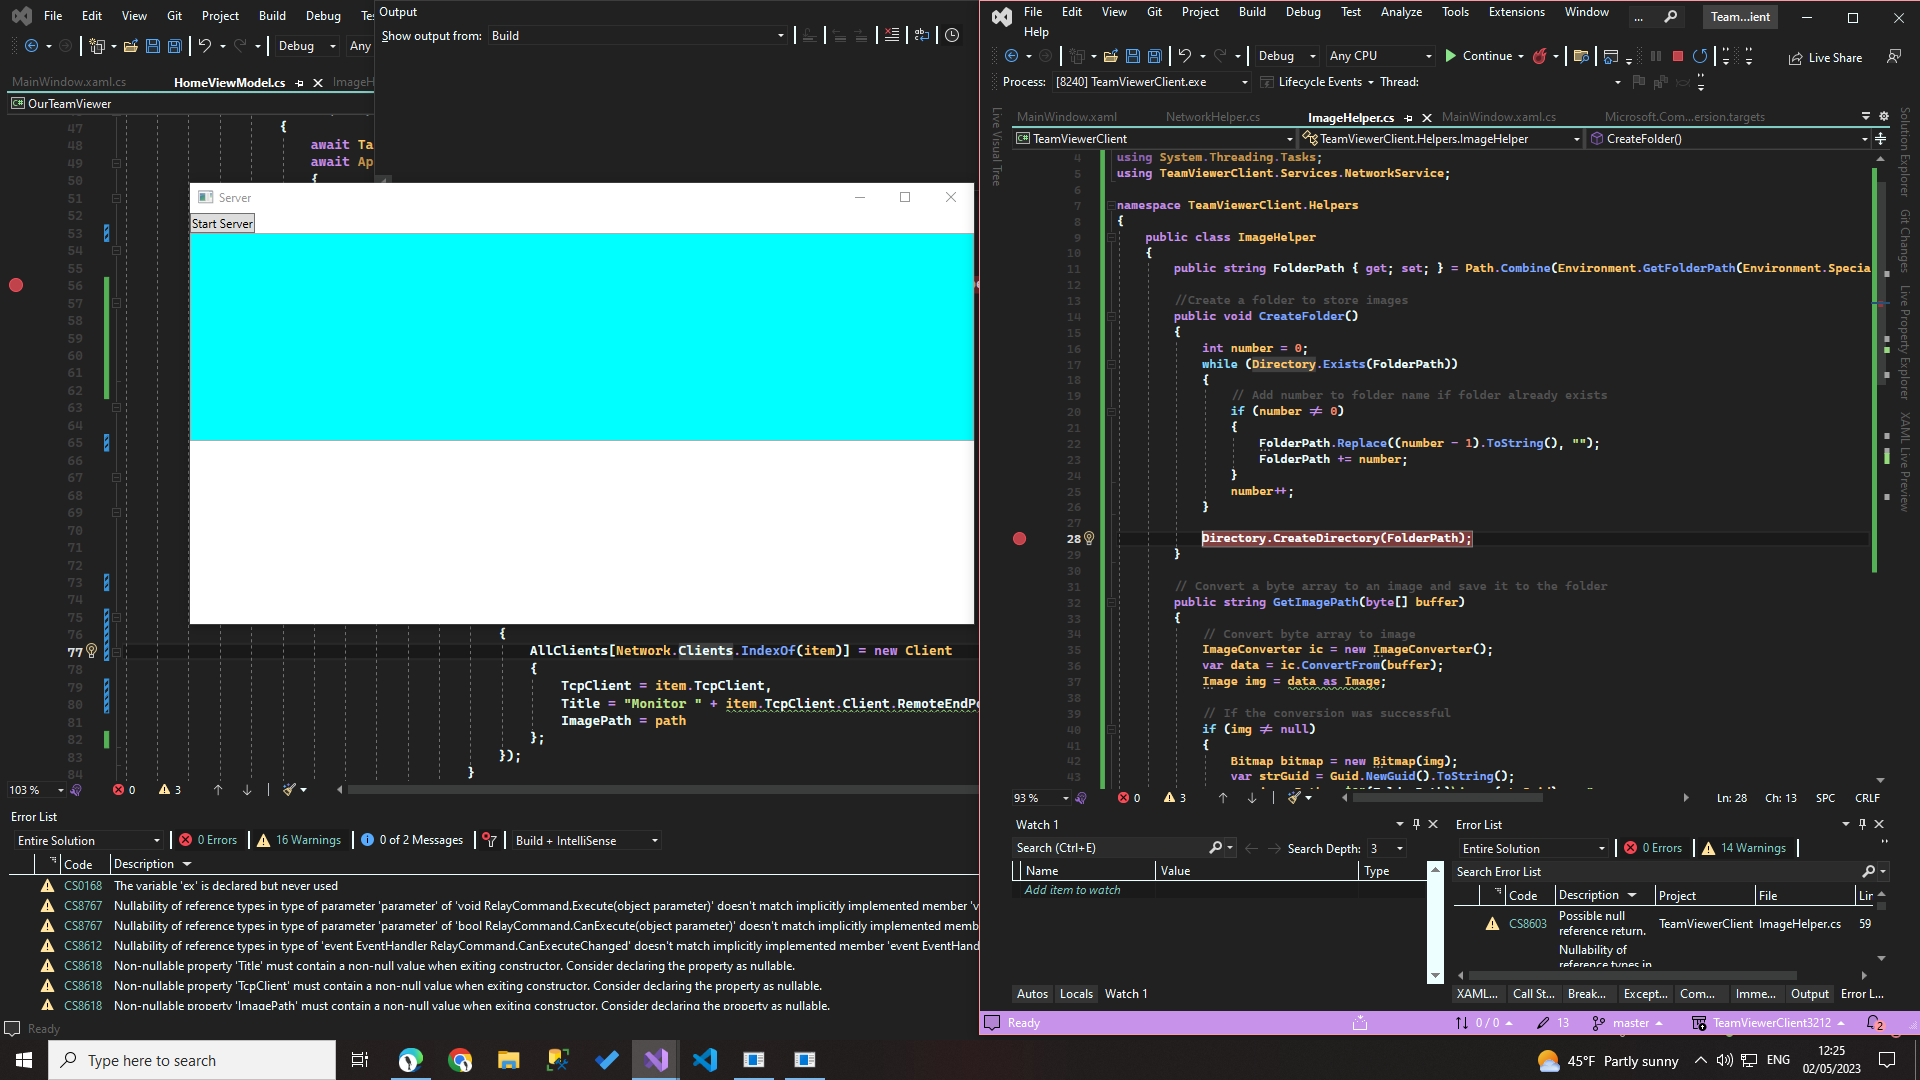 File Edit View Git Project Build Debug
Debug Any
MainWindow.xaml.cs HomeViewModel.cs
OurTeamViewer
Output
Show output from: Build
47 {
48 await Ta
49 await Ap
50 {
51
52
53
54
55
56
57
58
59
60
61
62
63
64
65
66
67
68
69
70
71
72
73
74
75
76 {
77 AllClients[Network.Clients.IndexOf(item)] = new Client
78 {
79 TcpClient = item.TcpClient,
80 Title = "Monitor " + item.TcpClient.Client.RemoteEndP
81 ImagePath = path
82 };
83 });
84 }
Server
Start Server
103 % 0 3
Error List
Entire Solution 0 Errors 16 Warnings 0 of 2 Messages Build + IntelliSense
Code Description
CS0168 The variable 'ex' is declared but never used
CS8767 Nullability of reference types in type of parameter 'parameter' of 'void RelayCommand.Execute(object parameter)' doesn't match implicitly implemented member 'v
CS8767 Nullability of reference types in type of parameter 'parameter' of 'bool RelayCommand.CanExecute(object parameter)' doesn't match implicitly implemented memb
CS8612 Nullability of reference types in type of 'event EventHandler RelayCommand.CanExecuteChanged' doesn't match implicitly implemented member 'event EventHand
CS8618 Non-nullable property 'Title' must contain a non-null value when exiting constructor. Consider declaring the property as nullable.
CS8618 Non-nullable property 'TcpClient' must contain a non-null value when exiting constructor. Consider declaring the property as nullable.
CS8618 Non-nullable property 'ImagePath' must contain a non-null value when exiting constructor. Consider declaring the property as nullable.
Ready
File Edit View Git Project Build Debug Test Analyze Tools Extensions Window ... Team...ient
Help
Debug Any CPU Continue Live Share
Process: [8240] TeamViewerClient.exe Lifecycle Events Thread:
MainWindow.xaml NetworkHelper.cs ImageHelper.cs MainWindow.xaml.cs Microsoft.Com...ersion.targets
TeamViewerClient TeamViewerClient.Helpers.ImageHelper CreateFolder()
Live Visual Tree
4 using System.Threading.Tasks;
5 using TeamViewerClient.Services.NetworkService;
6
7 namespace TeamViewerClient.Helpers
8 {
9 public class ImageHelper
10 {
11 public string FolderPath { get; set; } = Path.Combine(Environment.GetFolderPath(Environment.Specia
12
13 //Create a folder to store images
14 public void CreateFolder()
15 {
16 int number = 0;
17 while (Directory.Exists(FolderPath))
18 {
19 // Add number to folder name if folder already exists
20 if (number ≠ 0)
21 {
22 FolderPath.Replace((number - 1).ToString(), "");
23 FolderPath += number;
24 }
25 number++;
26 }
27
28 Directory.CreateDirectory(FolderPath);
29 }
30
31 // Convert a byte array to an image and save it to the folder
32 public string GetImagePath(byte[] buffer)
33 {
34 // Convert byte array to image
35 ImageConverter ic = new ImageConverter();
36 var data = ic.ConvertFrom(buffer);
37 Image img = data as Image;
38
39 // If the conversion was successful
40 if (img ≠ null)
41 {
42 Bitmap bitmap = new Bitmap(img);
43 var strGuid = Guid.NewGuid().ToString();
Solution Explorer
Git Changes
Live Property Explorer
XAML Live Preview
93 % 0 3 Ln: 28 Ch: 13 SPC CRLF
Watch 1
Search (Ctrl+E) Search Depth: 3
Name Value Type
Add item to watch
Autos Locals Watch 1
Error List
Entire Solution 0 Errors 14 Warnings
Search Error List
Code Description Project File Lin
CS8603 Possible null reference return. TeamViewerClient ImageHelper.cs 59
Nullability of
reference types in
XAML... Call St... Break... Except... Com... Imme... Output Error L...
Ready 0 / 0 13 master TeamViewerClient3212 2
Type here to search
45°F Partly sunny ENG 12:25
02/05/2023